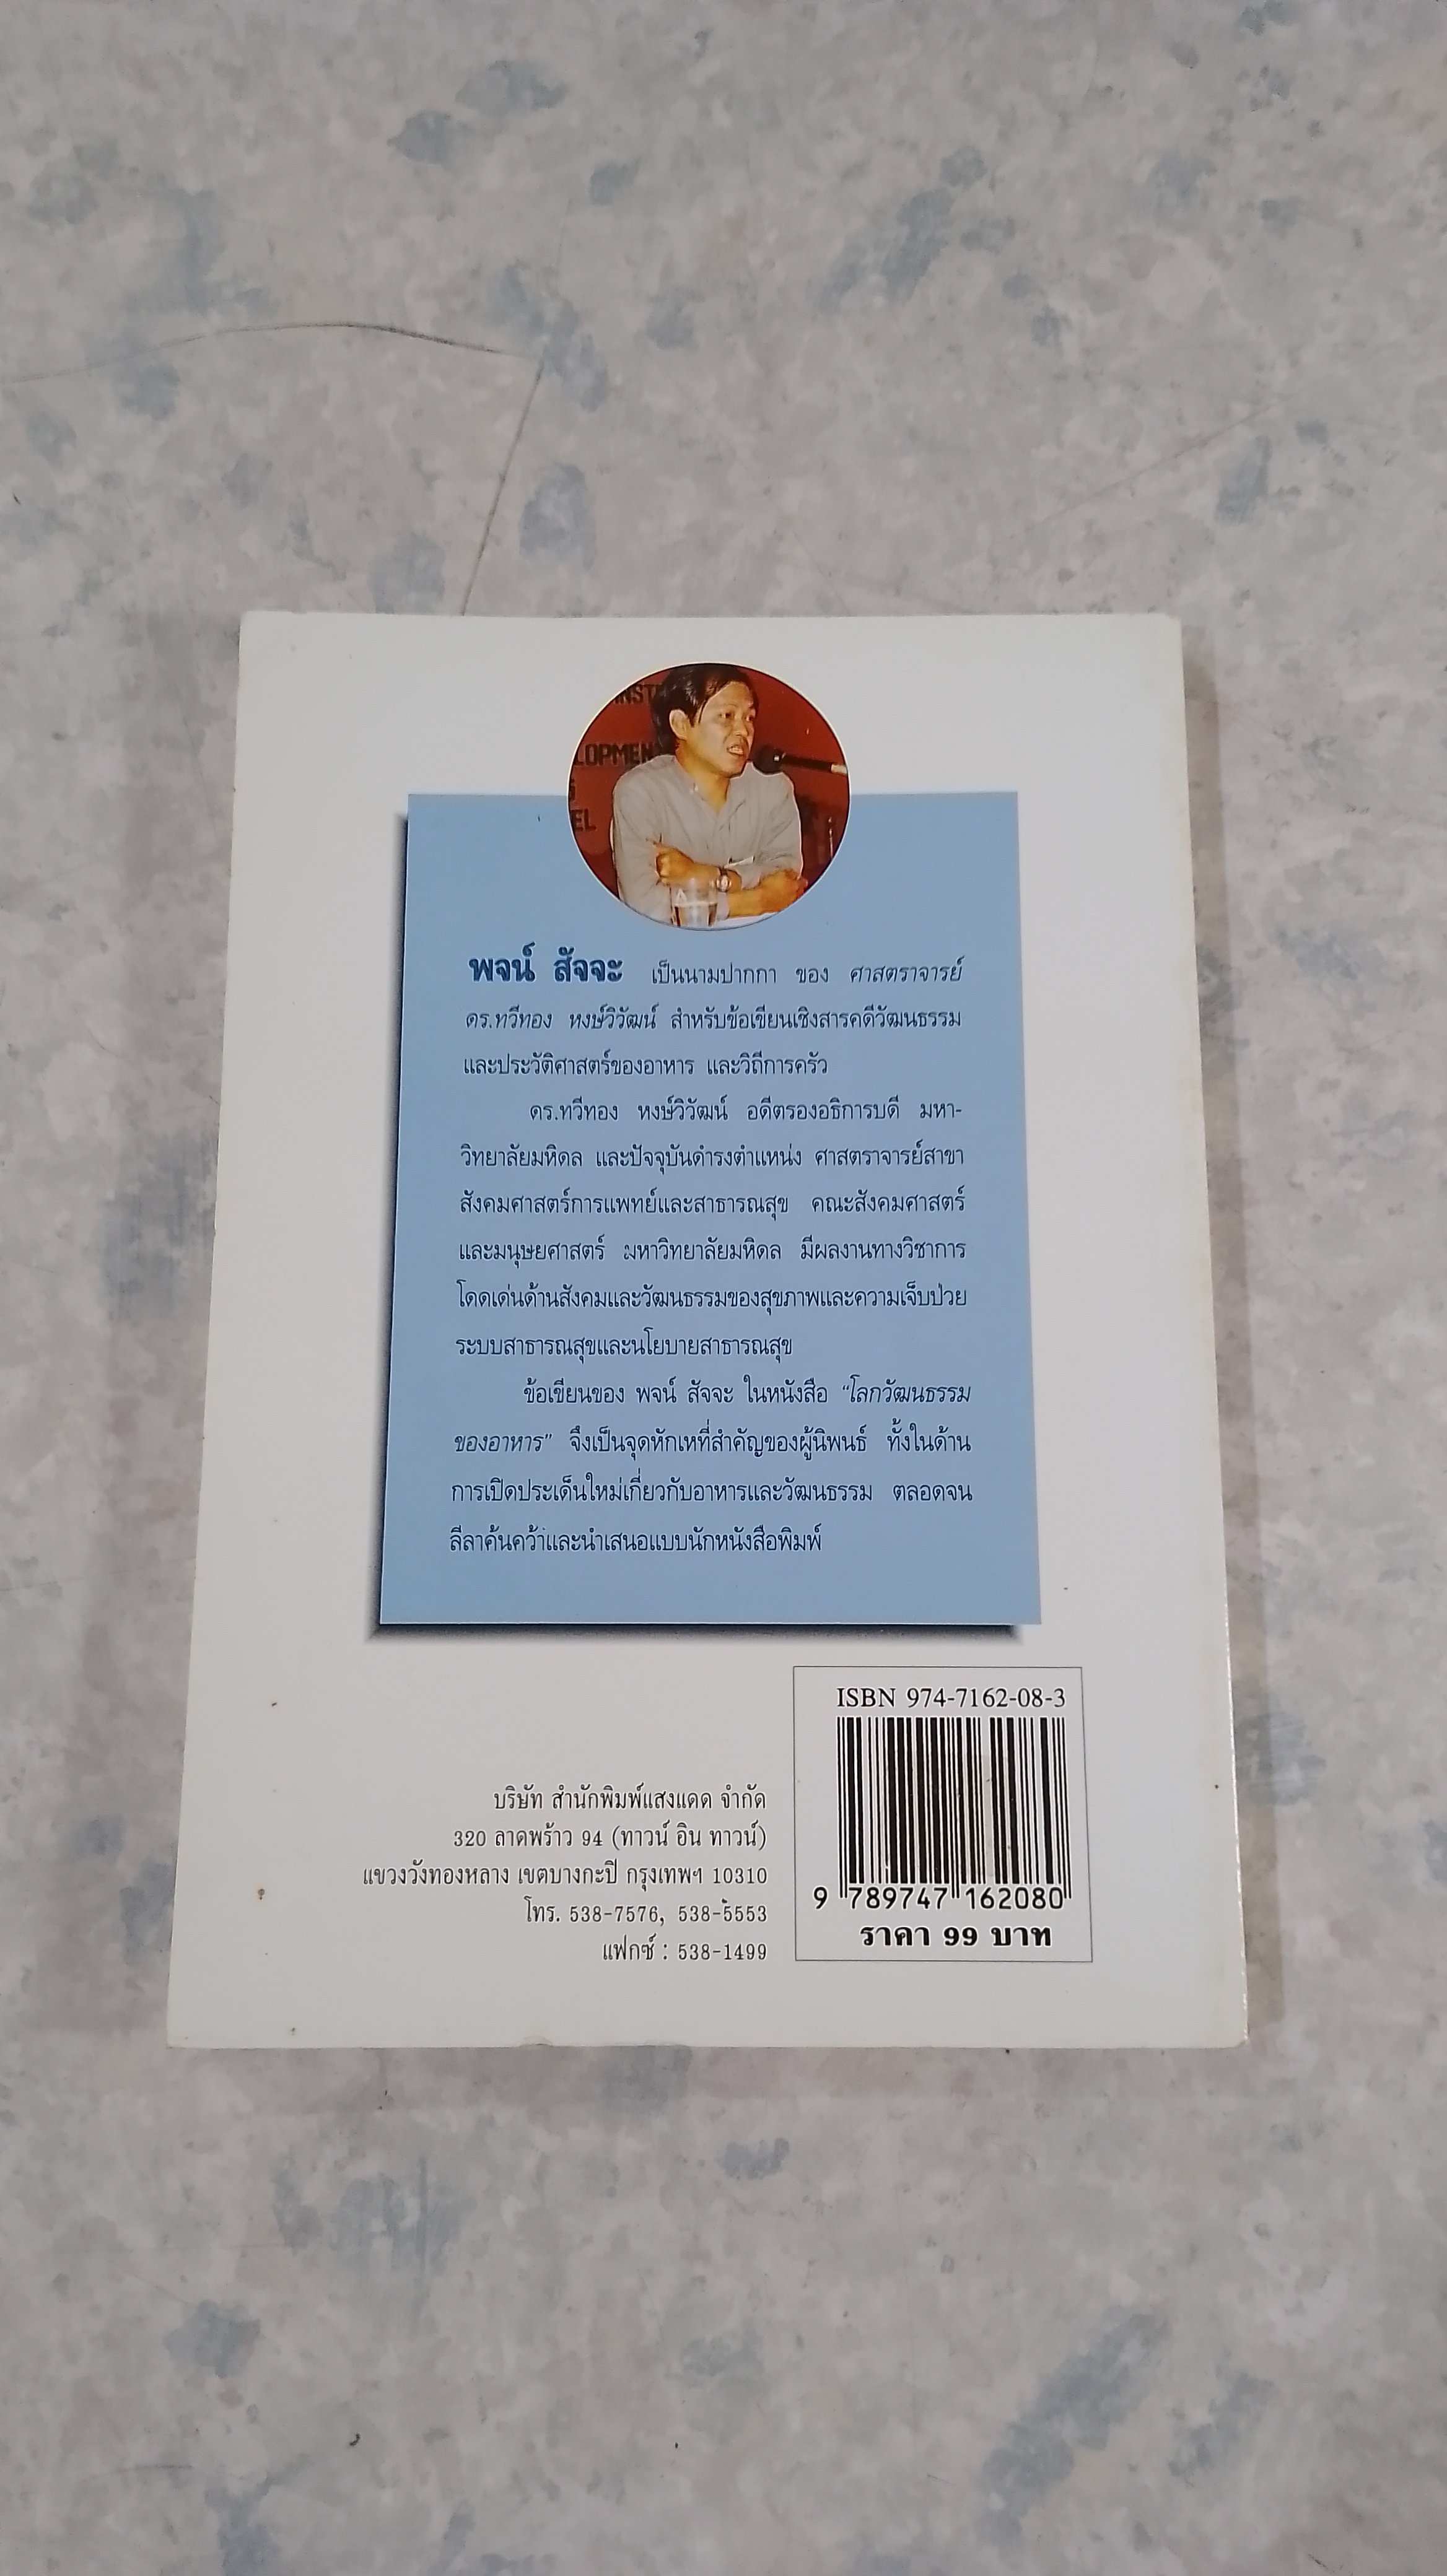 INST
LOPMEN
G
EL
พจน์ สัจจะ เป็นนามปากกา ของ ศาสตราจารย์
ดร.ทวีทอง หงษ์วิวัฒน์ สำหรับข้อเขียนเชิงสารคดีวัฒนธรรม
และประวัติศาสตร์ของอาหาร และวิถีการครัว
ดร.ทวีทอง หงษ์วิวัฒน์ อดีตรองอธิการบดี มหา-
วิทยาลัยมหิดล และปัจจุบันดำรงตำแหน่ง ศาสตราจารย์สาขา
สังคมศาสตร์การแพทย์และสาธารณสุข คณะสังคมศาสตร์
และมนุษยศาสตร์ มหาวิทยาลัยมหิดล มีผลงานทางวิชาการ
โดดเด่นด้านสังคมและวัฒนธรรมของสุขภาพและความเจ็บป่วย
ระบบสาธารณสุขและนโยบายสาธารณสุข
ข้อเขียนของ พจน์ สัจจะ ในหนังสือ "โลกวัฒนธรรม
ของอาหาร" จึงเป็นจุดหักเหที่สำคัญของผู้นิพนธ์ ทั้งในด้าน
การเปิดประเด็นใหม่เกี่ยวกับอาหารและวัฒนธรรม ตลอดจน
ลีลาค้นคว้าและนำเสนอแบบนักหนังสือพิมพ์
บริษัท สำนักพิมพ์แสงแดด จำกัด
320 ลาดพร้าว 94 (ทาวน์ อิน ทาวน์)
แขวงวังทองหลาง เขตบางกะปิ กรุงเทพฯ 10310
โทร. 538-7576, 538-5553
แฟกซ์ : 538-1499
ISBN 974-7162-08-3
9 789747 162080
ราคา 99 บาท